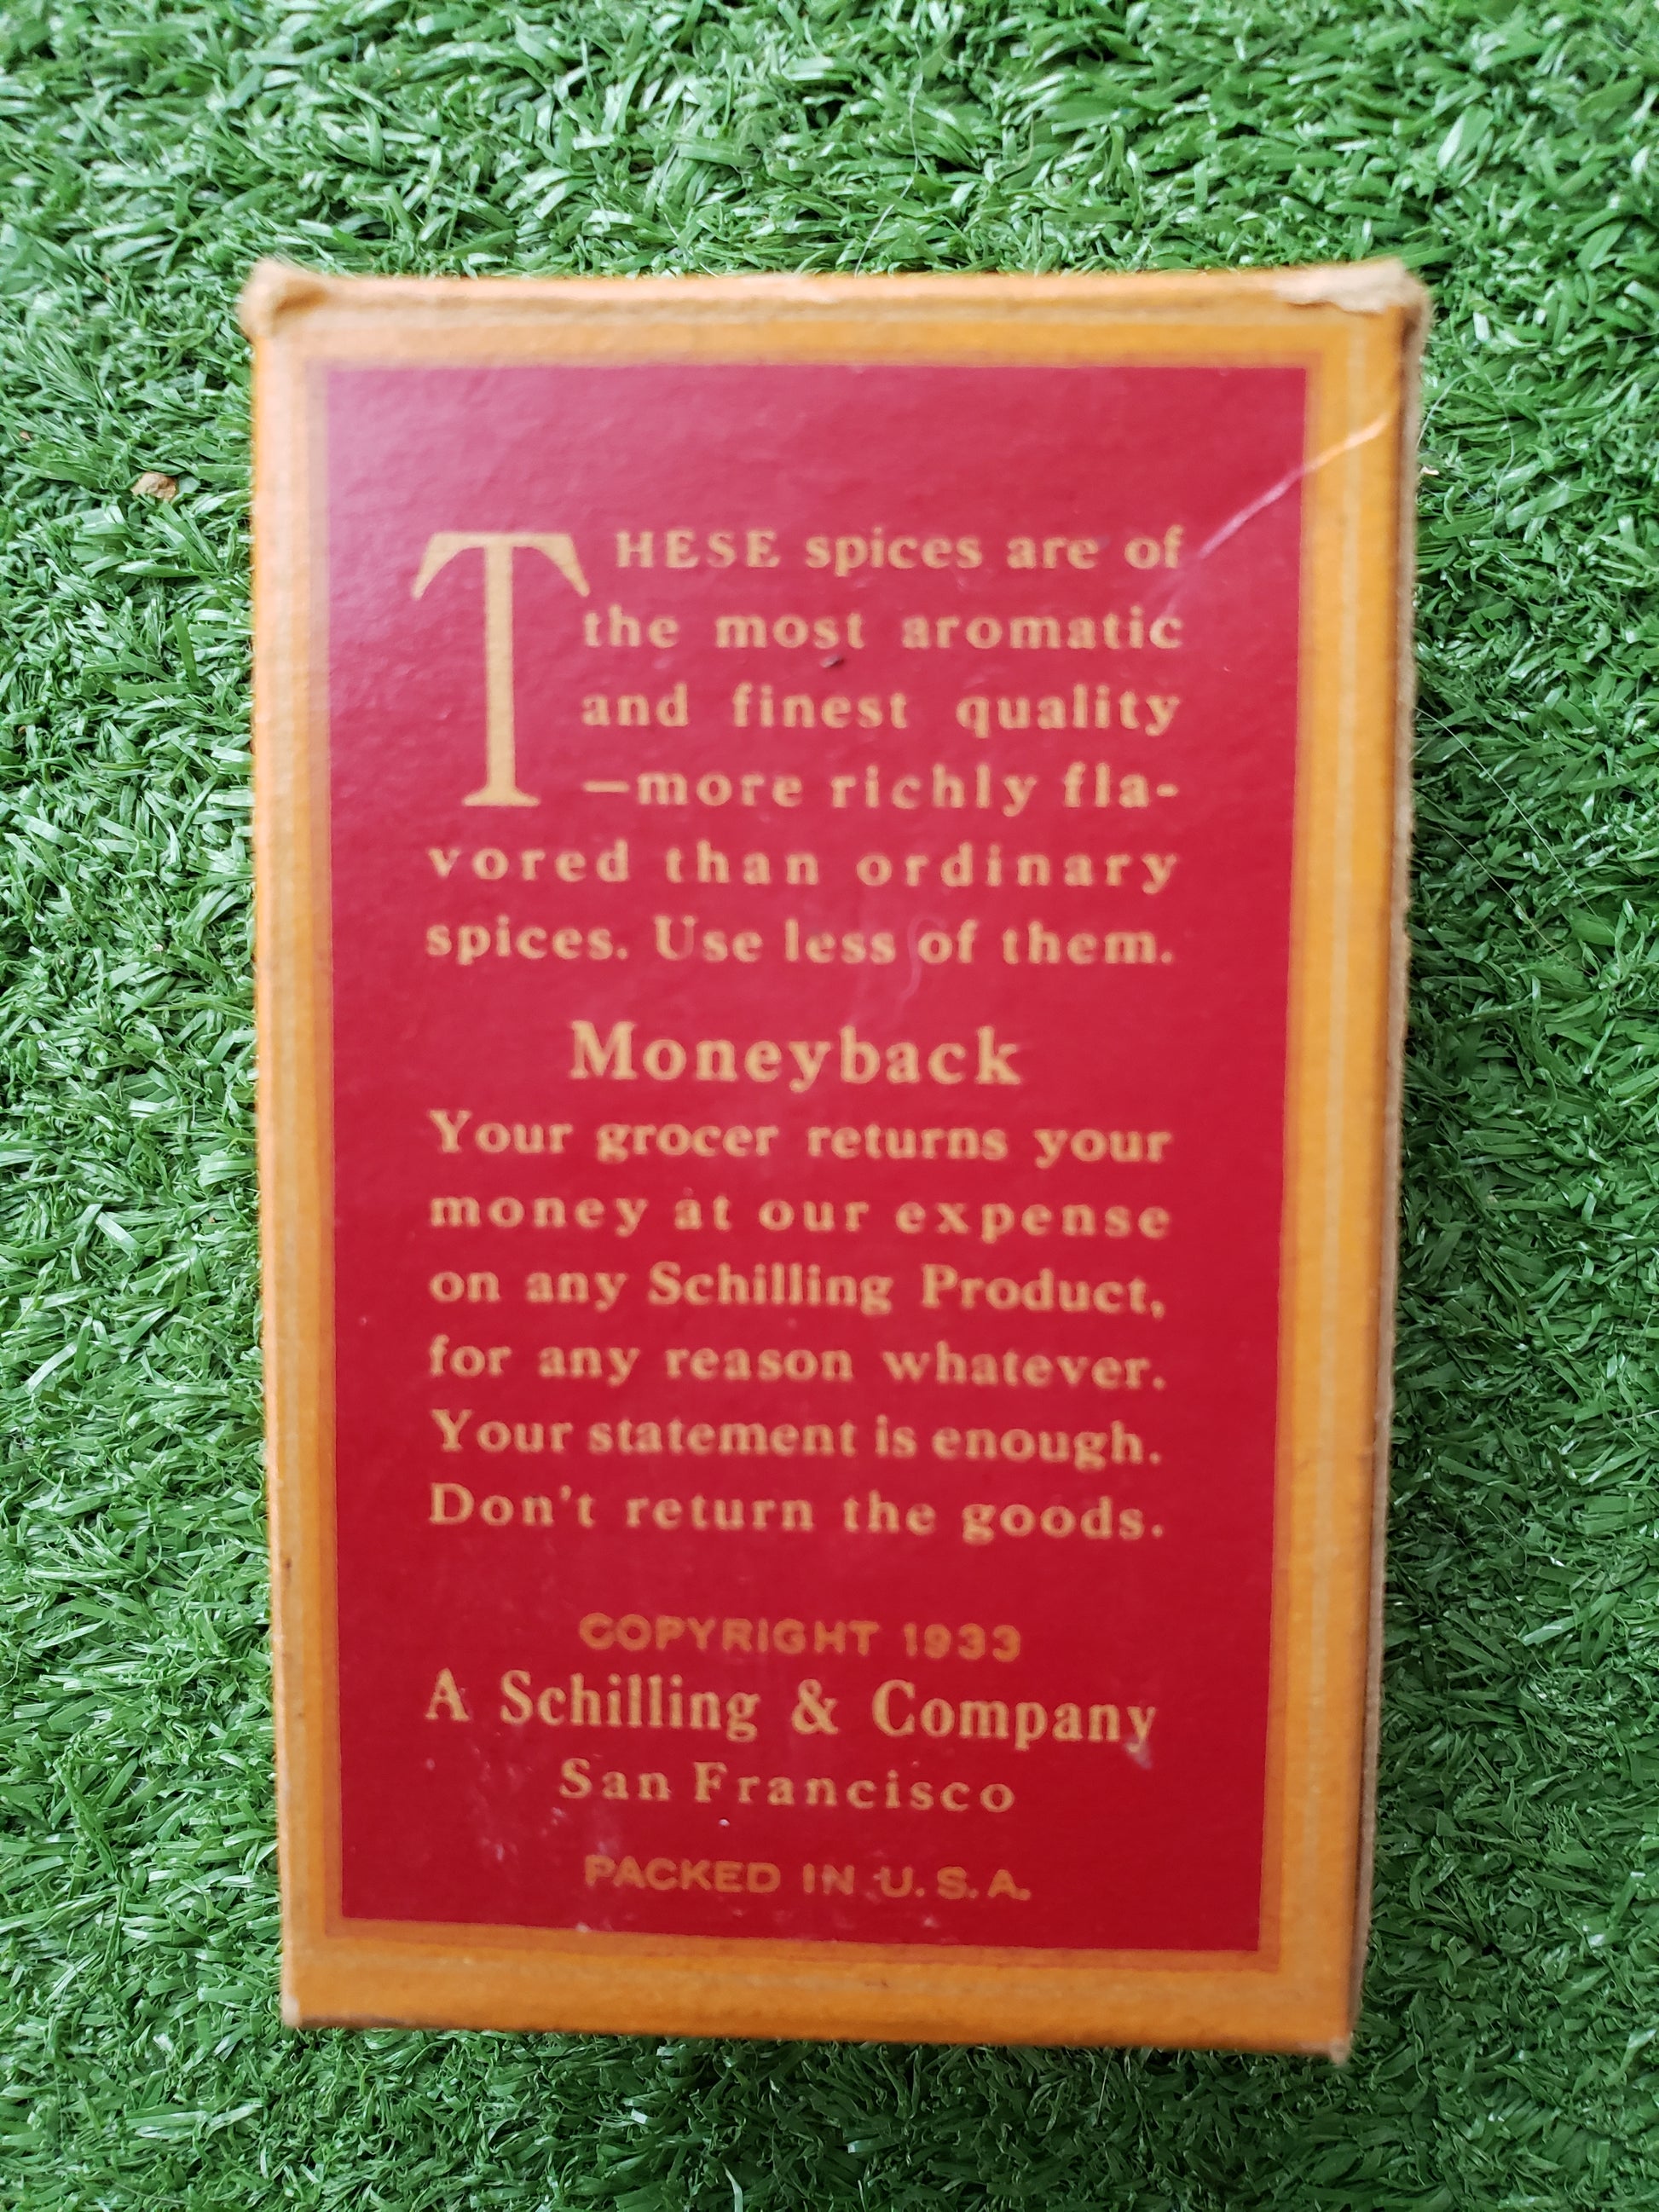 THESE spices are of
the most aromatic
and finest quality
—more richly fla-
vored than ordinary
spices. Use less of them.
Moneyback
Your grocer returns your
money at our expense
on any Schilling Product,
for any reason whatever.
Your statement is enough.
Don't return the goods.
COPYRIGHT 1933
A Schilling & Company
San Francisco
PACKED IN U.S.A.